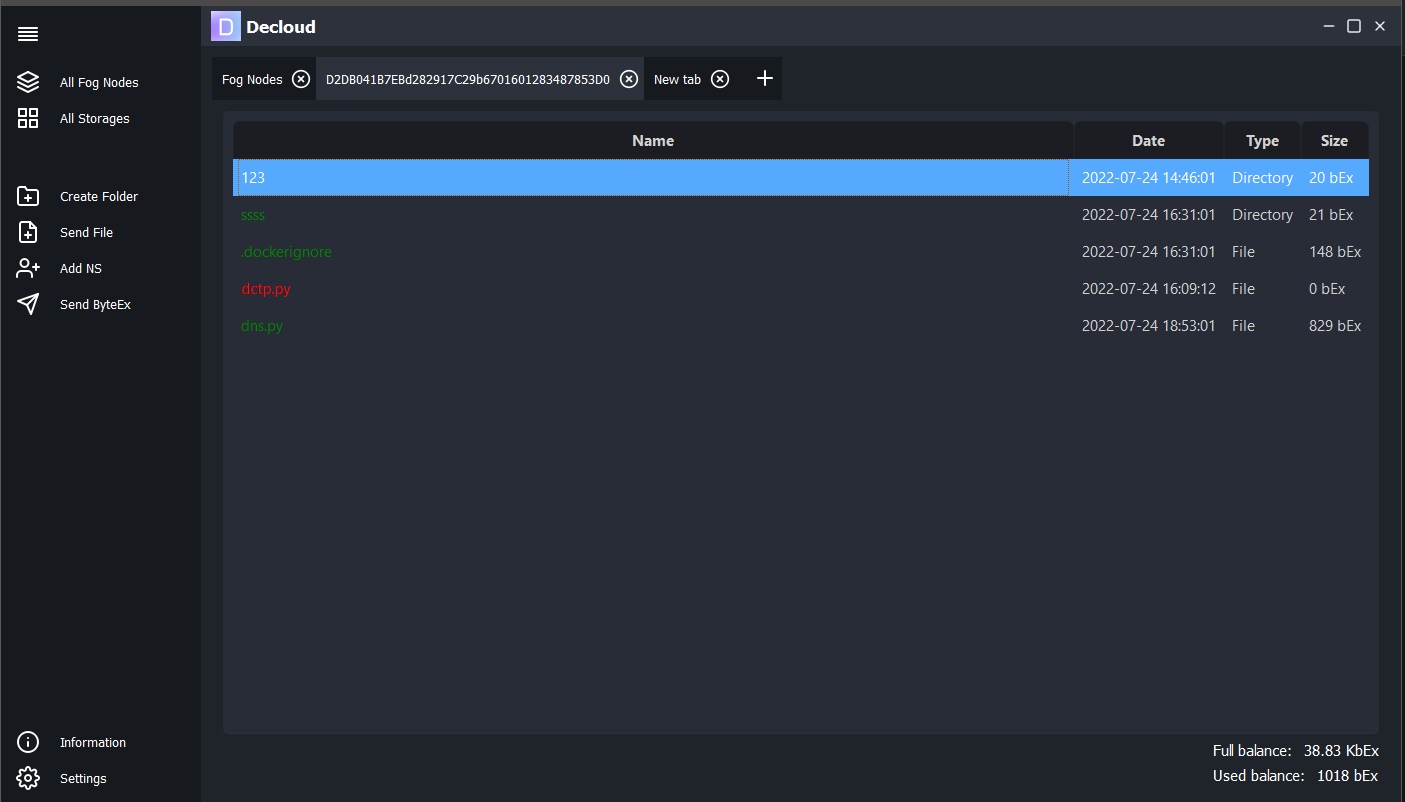 D Decloud
Fog Nodes
D2DB041B7EBd282917C29b6701601283487853D0
New tab
All Fog Nodes
All Storages
Create Folder
Send File
Add NS
Send ByteEx
Information
Settings
Name Date Type Size
123 2022-07-24 14:46:01 Directory 20 bEx
ssss 2022-07-24 16:31:01 Directory 21 bEx
.dockerignore 2022-07-24 16:31:01 File 148 bEx
dctp.py 2022-07-24 16:09:12 File 0 bEx
dns.py 2022-07-24 18:53:01 File 829 bEx
Full balance: 38.83 KbEx
Used balance: 1018 bEx